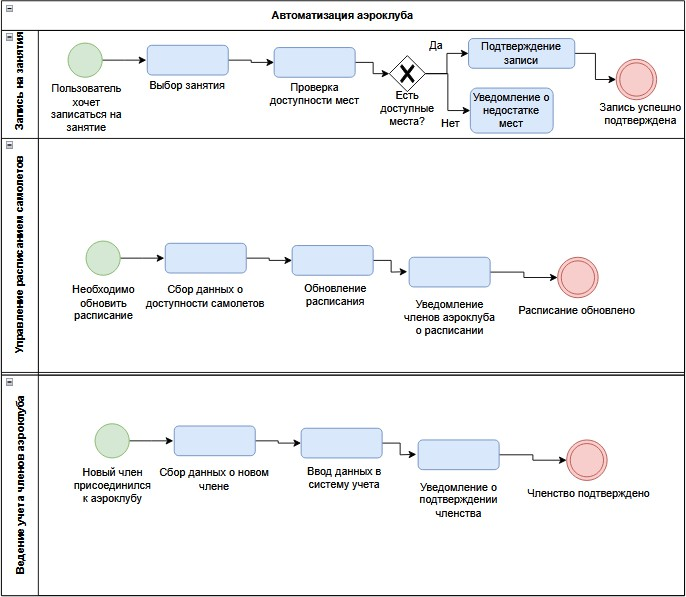 Автоматизация аэроклуба
Запись на занятия
Пользователь
хочет
записаться на
занятие
Выбор занятия
Проверка
доступности мест
Есть
доступные
места?
Да
Нет
Подтверждение
записи
Уведомление о
недостатке
мест
Запись успешно
подтверждена
Управление расписанием самолетов
Необходимо
обновить
расписание
Сбор данных о
доступности самолетов
Обновление
расписания
Уведомление
членов аэроклуба
о расписании
Расписание обновлено
Ведение учета членов аэроклуба
Новый член
присоединился
к аэроклубу
Сбор данных о новом
члене
Ввод данных в
систему учета
Уведомление о
подтверждении
членства
Членство подтверждено